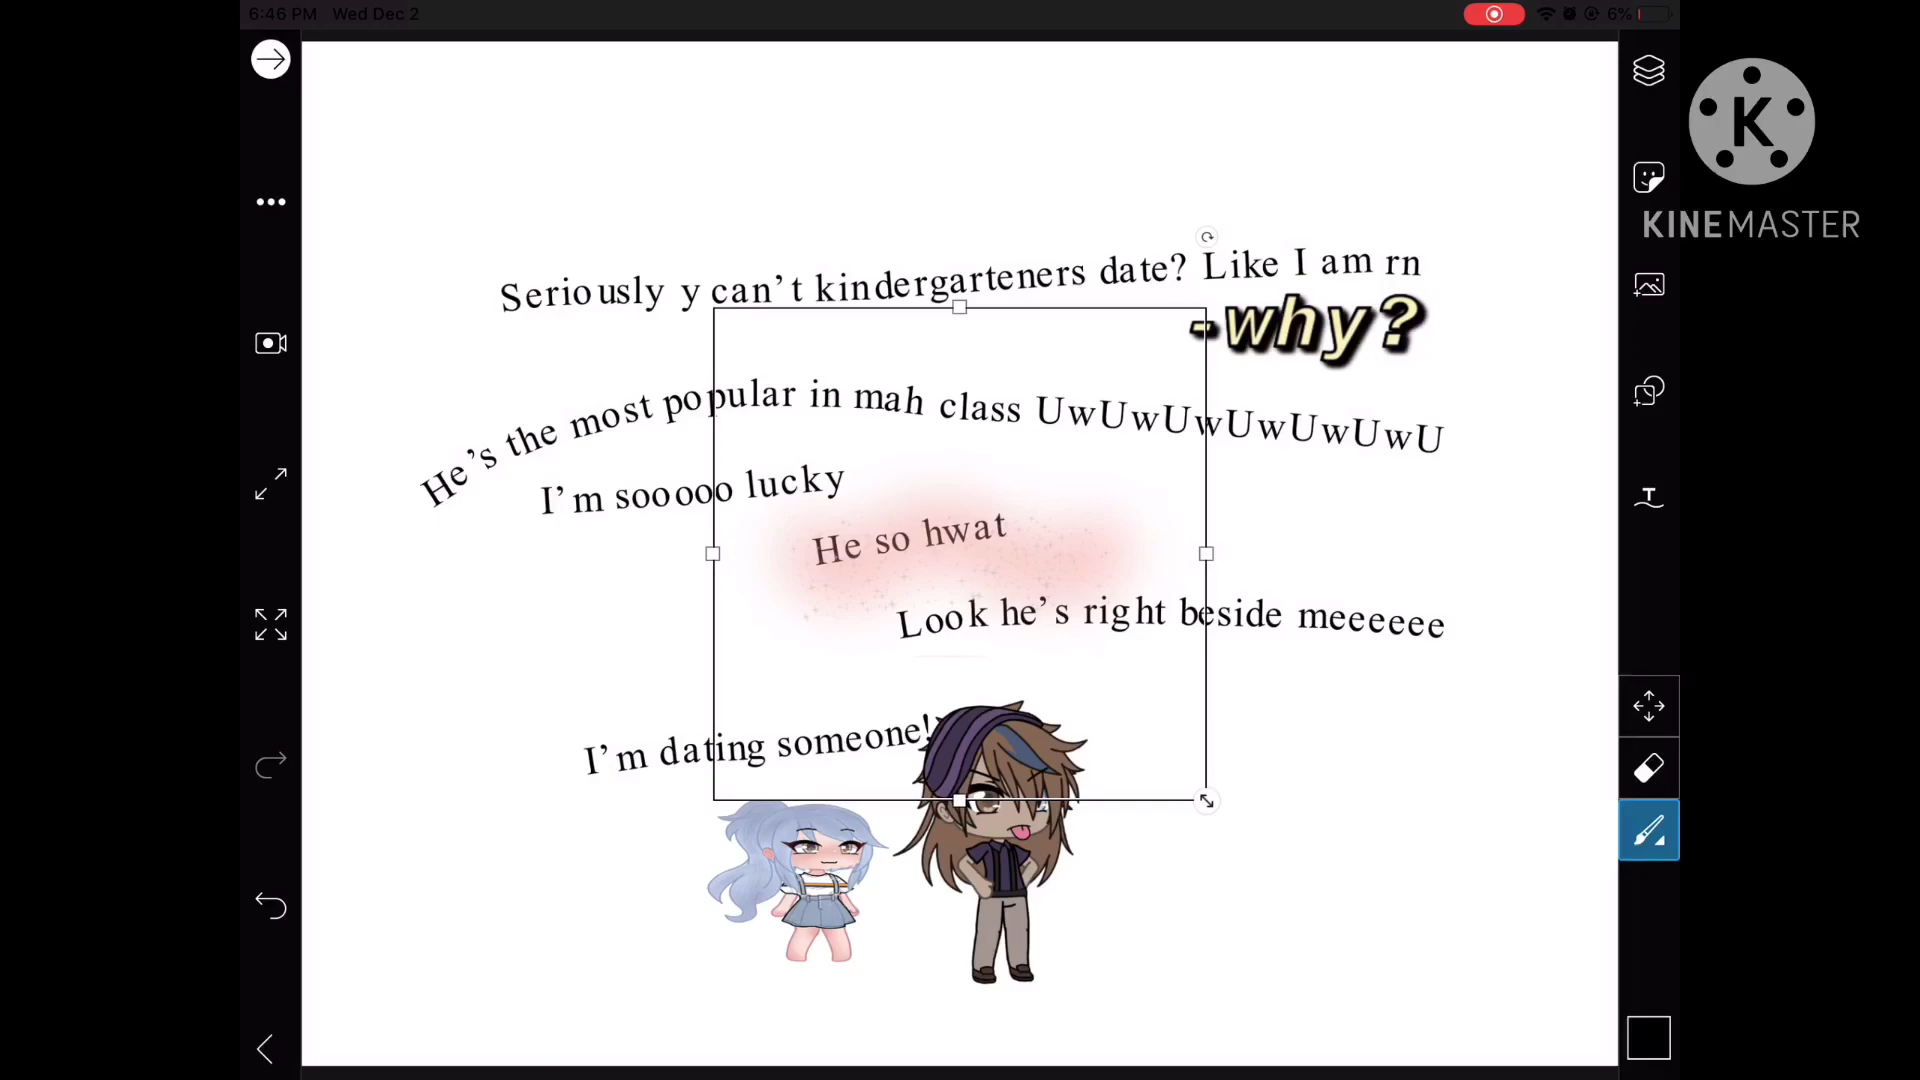 6:46 PM Wed Dec 2
6%
K
KINEMASTER
Seriously y can't kindergarteners date? Like I am rn
-why?
He's the most popular in mah class UwUwUwUwUwUwU
I'm sooooo lucky
He so hwat
Look he's right beside meeeeee
I'm dating someone!
T